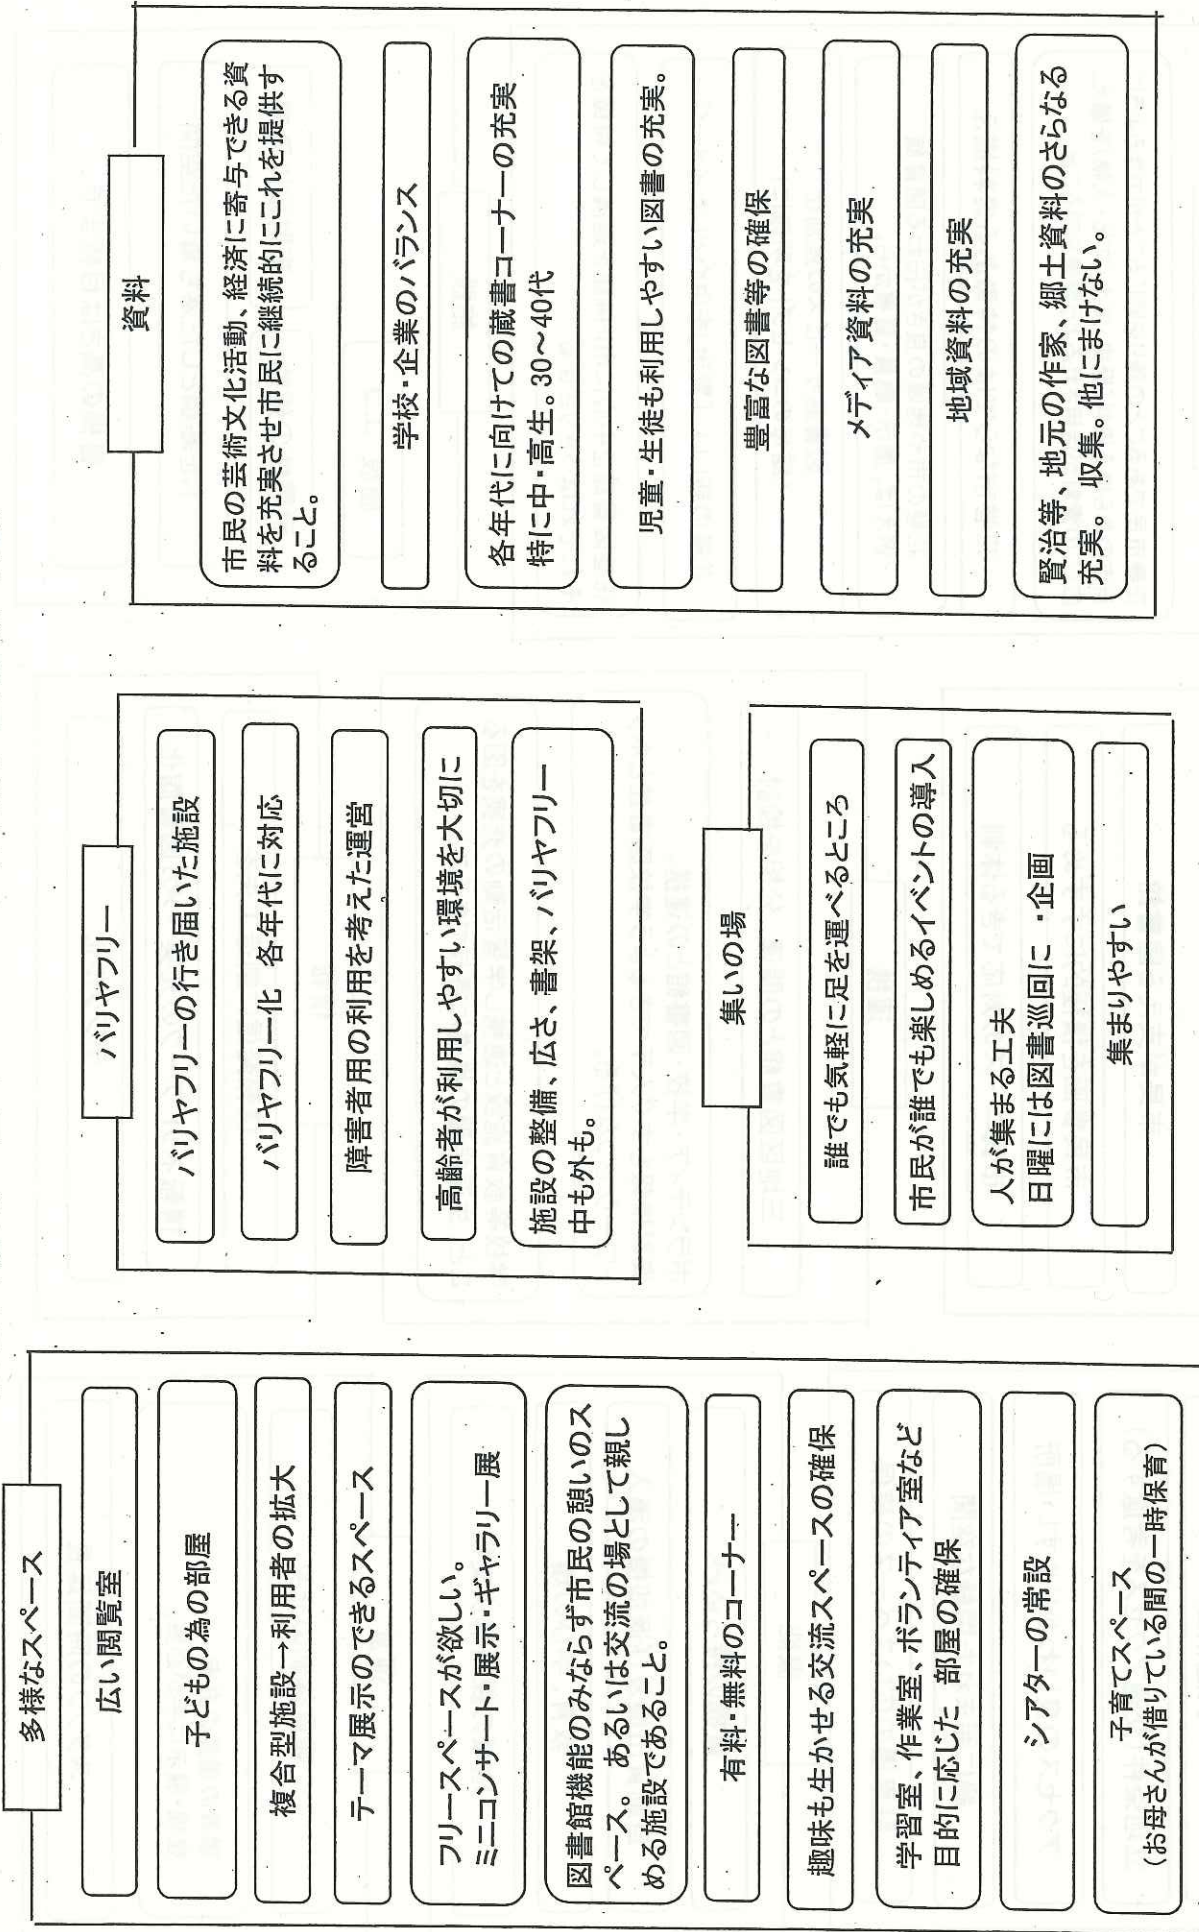 多様なスペース
広い閲覧室
子どもの為の部屋
複合型施設→利用者の拡大
テーマ展示のできるスペース
フリースペースが欲しい。
ミニコンサート・展示・ギャラリー展
図書館機能のみならず市民の憩いのス
ペース。 あるいは交流の場として親し
める施設であること。
有料・無料のコーナー
趣味も生かせる交流スペースの確保
学習室、作業室、ボランティア室など
目的に応じた 部屋の確保
シアターの常設
子育てスペース
(お母さんが借りている間の一時保育)
バリヤフリー
バリヤフリーの行き届いた施設
バリヤフリー化 各年代に対応
障害者用の利用を考えた運営
高齢者が利用しやすい環境を大切に
施設の整備、広さ、書架、バリヤフリー
中も外も。
集いの場
誰でも気軽に足を運べるところ
市民が誰でも楽しめるイベントの導入
人が集まる工夫
日曜には図書巡回に ・企画
集まりやすい
資料
市民の芸術文化活動、経済に寄与できる資
料を充実させ市民に継続的にこれを提供す
ること。
学校・企業のバランス
各年代に向けての蔵書コーナーの充実
特に中・高生。30～40代
児童・生徒も利用しやすい図書の充実。
豊富な図書等の確保
メディア資料の充実
地域資料の充実
賢治等、地元の作家、郷土資料のさらなる
充実。 収集。他にまけない。